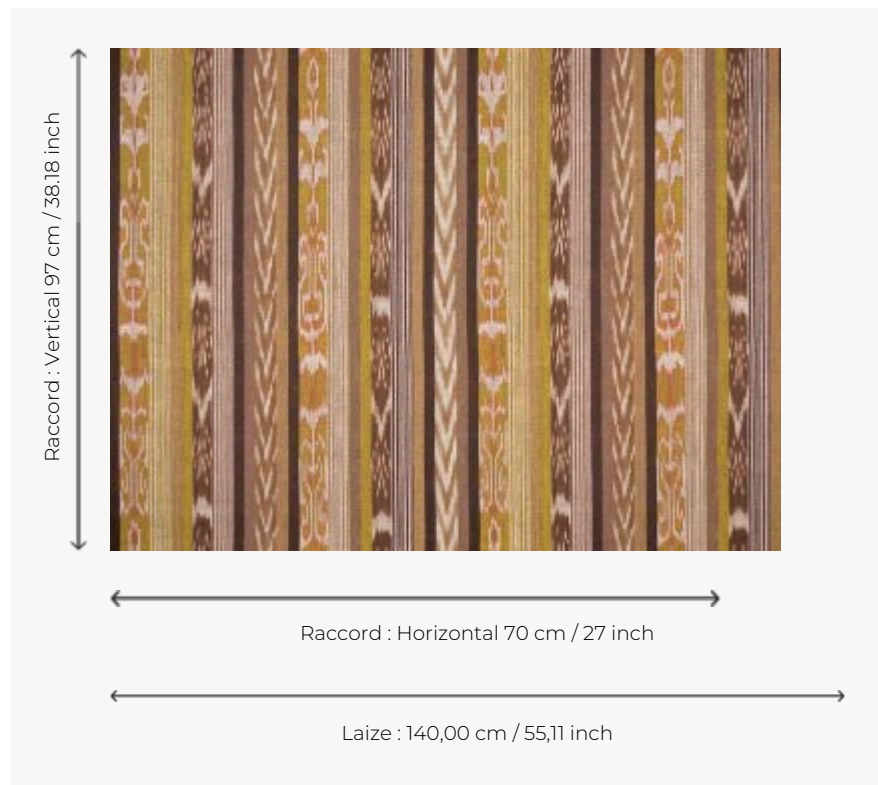 Raccord : Vertical 97 cm / 38.18 inch
Raccord : Horizontal 70 cm / 27 inch
Laize : 140,00 cm / 55,11 inch